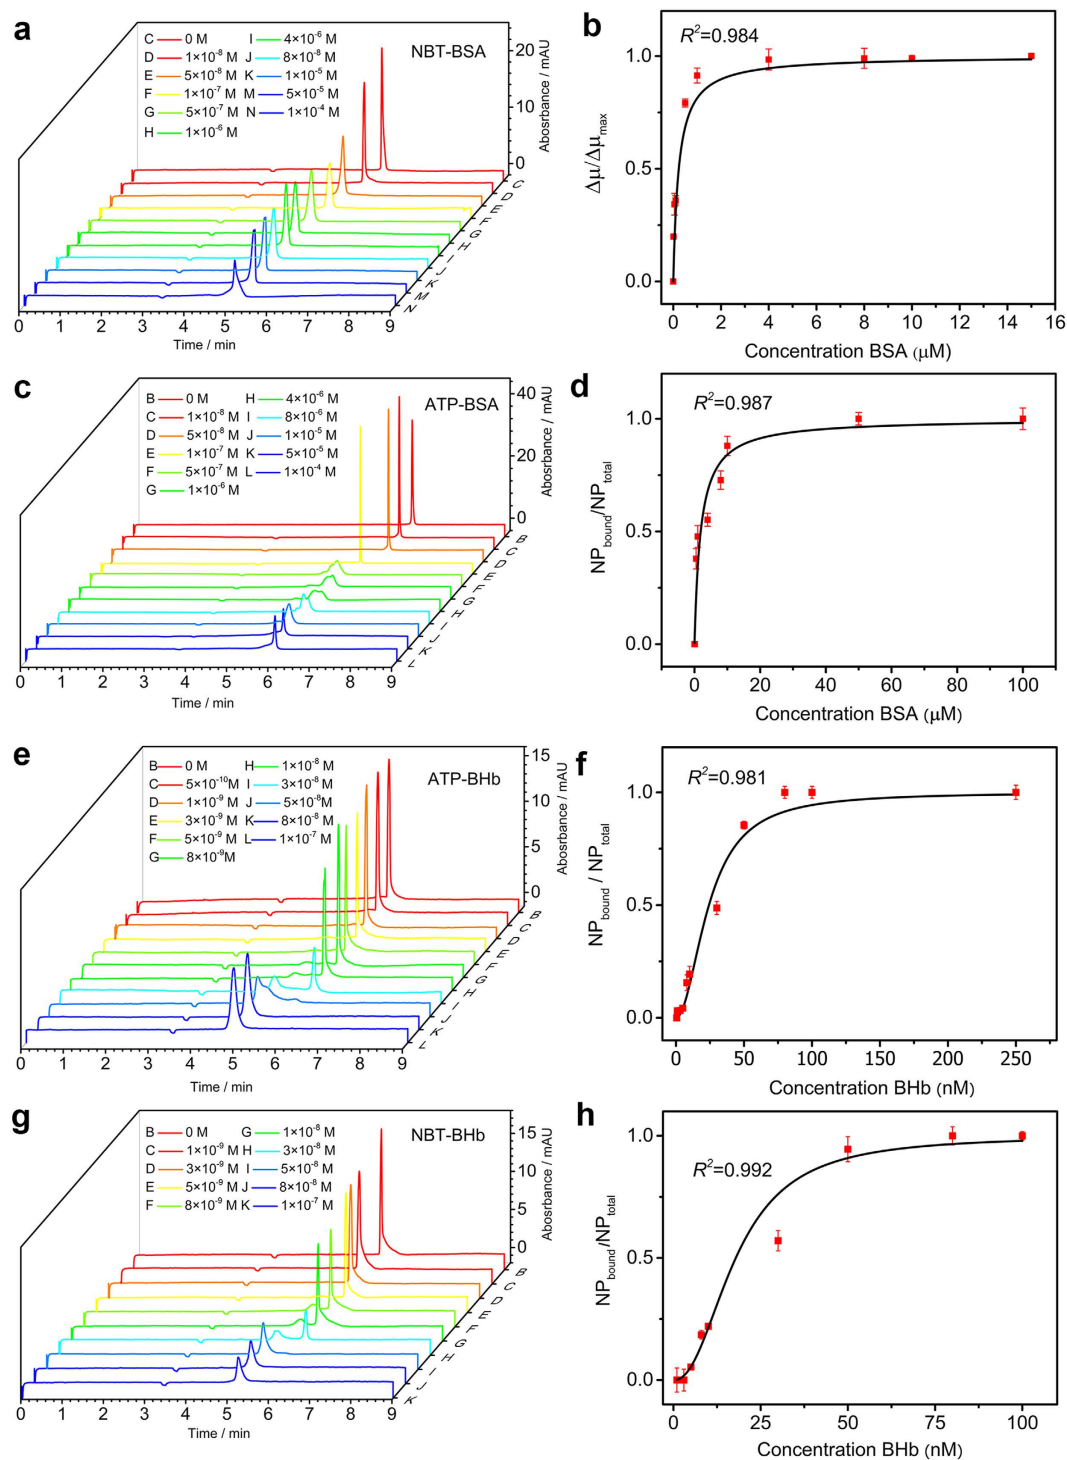 a
C 0 M I 4×10⁻⁶ M
D 1×10⁻⁸ M J 8×10⁻⁸ M
E 5×10⁻⁸ M K 1×10⁻⁵ M
F 1×10⁻⁷ M M 5×10⁻⁵ M
G 5×10⁻⁷ M N 1×10⁻⁴ M
H 1×10⁻⁶ M
NBT-BSA
20
10
0
Abosrbance / mAU
C
D
E
F
G
H
I
J
K
M
N
0 1 2 3 4 5 6 7 8 9
Time / min
b
R²=0.984
Δμ/Δμmax
1.0
0.5
0.0
0 2 4 6 8 10 12 14 16
Concentration BSA (μM)
c
B 0 M H 4×10⁻⁶ M
C 1×10⁻⁸ M I 8×10⁻⁶ M
D 5×10⁻⁸ M J 1×10⁻⁵ M
E 1×10⁻⁷ M K 5×10⁻⁵ M
F 5×10⁻⁷ M L 1×10⁻⁴ M
G 1×10⁻⁶ M
ATP-BSA
40
20
0
Abosrbance / mAU
B
C
D
E
F
G
H
I
J
K
L
0 1 2 3 4 5 6 7 8 9
Time / min
d
R²=0.987
NPbound/NPtotal
1.0
0.5
0.0
0 20 40 60 80 100
Concentration BSA (μM)
e
B 0 M H 1×10⁻⁸ M
C 5×10⁻¹⁰M I 3×10⁻⁸ M
D 1×10⁻⁹ M J 5×10⁻⁸M
E 3×10⁻⁹ M K 8×10⁻⁸ M
F 5×10⁻⁹ M L 1×10⁻⁷ M
G 8×10⁻⁹M
ATP-BHb
15
10
5
0
Abosrbance / mAU
B
C
D
E
F
G
H
I
J
K
L
0 1 2 3 4 5 6 7 8 9
Time / min
f
R²=0.981
NPbound / NPtotal
1.0
0.5
0.0
0 50 100 150 200 250
Concentration BHb (nM)
g
B 0 M G 1×10⁻⁸ M
C 1×10⁻⁹ M H 3×10⁻⁸ M
D 3×10⁻⁹ M I 5×10⁻⁸ M
E 5×10⁻⁹ M J 8×10⁻⁸ M
F 8×10⁻⁹ M K 1×10⁻⁷ M
NBT-BHb
15
10
5
0
Abosrbance / mAU
B
C
D
E
F
G
H
I
J
K
0 1 2 3 4 5 6 7 8 9
Time / min
h
R²=0.992
NPbound/NPtotal
1.0
0.5
0.0
0 25 50 75 100
Concentration BHb (nM)